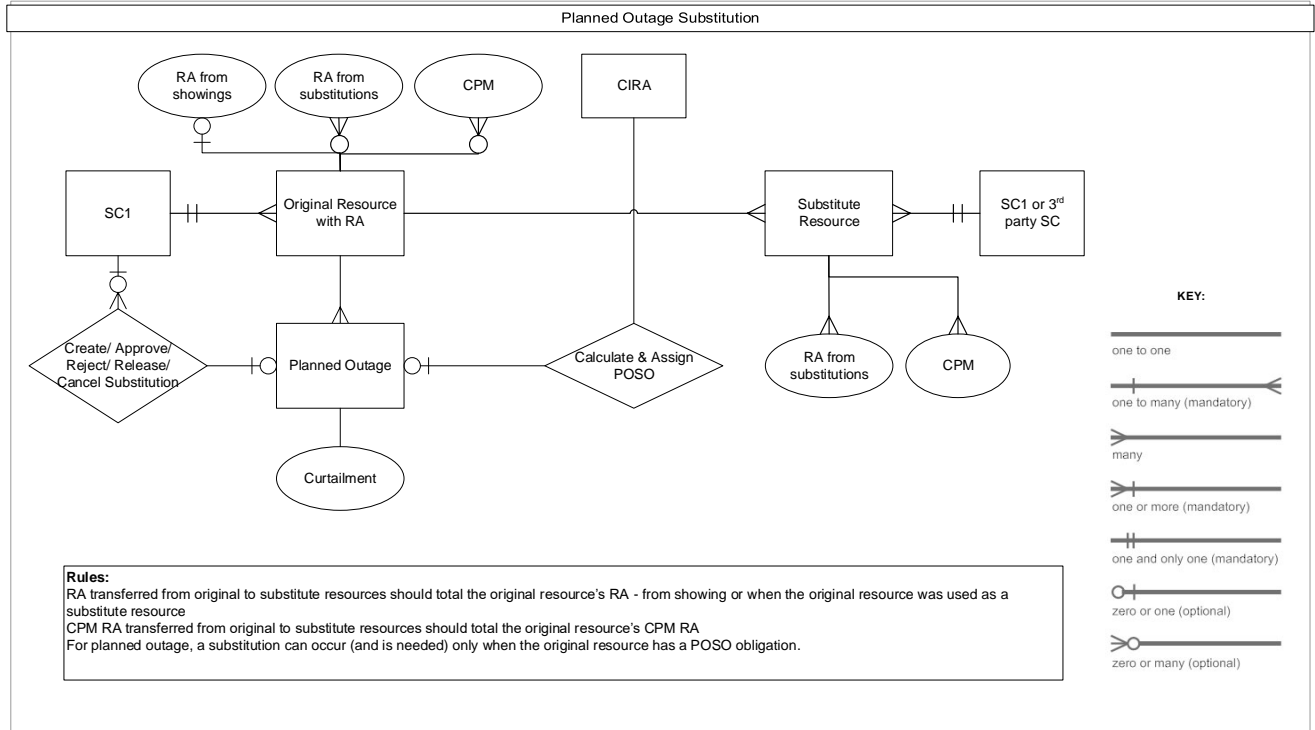 Planned Outage Substitution
RA from
showings
RA from
substitutions
CPM
CIRA
SC1
Original Resource
with RA
Substitute
Resource
SC1 or 3rd
party SC
Create/ Approve/
Reject/ Release/
Cancel Substitution
Planned Outage
Calculate & Assign
POSO
RA from
substitutions
CPM
Curtailment
KEY:
one to one
one to many (mandatory)
many
one or more (mandatory)
one and only one (mandatory)
zero or one (optional)
zero or many (optional)
Rules:
RA transferred from original to substitute resources should total the original resource's RA - from showing or when the original resource was used as a
substitute resource
CPM RA transferred from original to substitute resources should total the original resource's CPM RA
For planned outage, a substitution can occur (and is needed) only when the original resource has a POSO obligation.